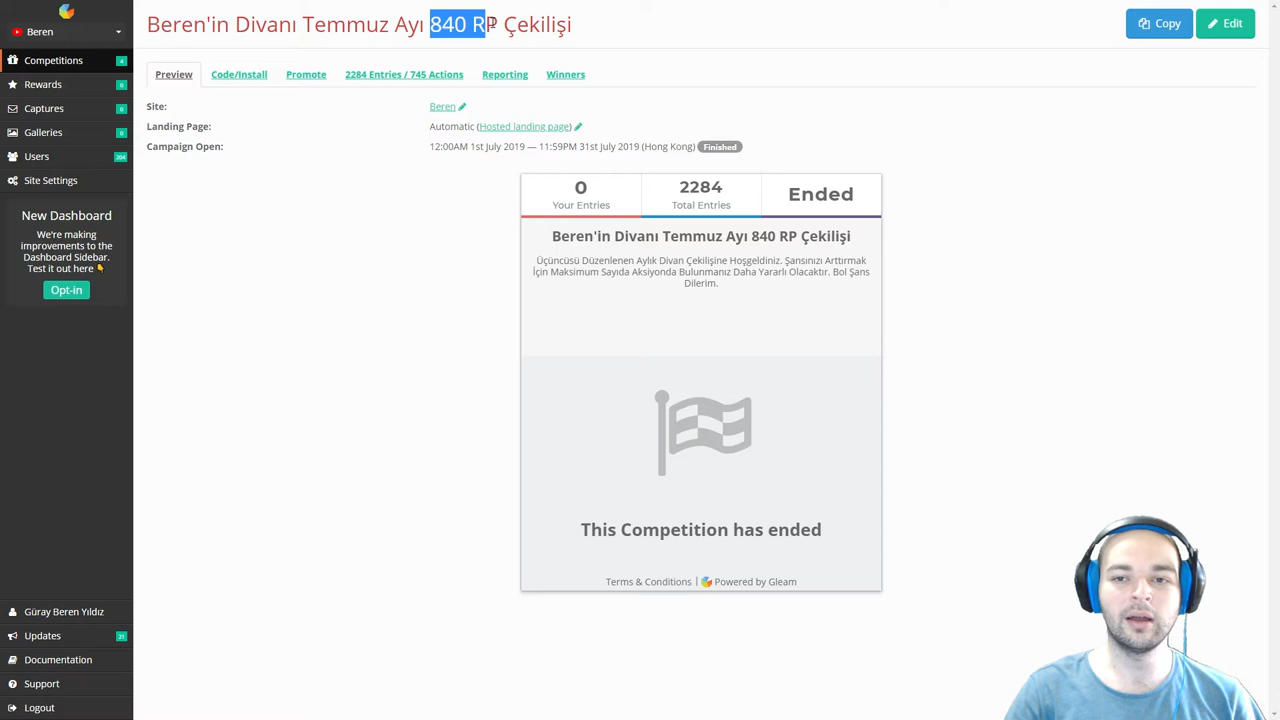 Beren
Beren'in Divanı Temmuz Ayı 840 RP Çekilişi
Copy
Edit
Competitions 4
Rewards 0
Captures 0
Galleries 0
Users 204
Site Settings
New Dashboard
We're making
improvements to the
Dashboard Sidebar.
Test it out here 👇
Opt-in
Güray Beren Yıldız
Updates 21
Documentation
Support
Logout
Preview Code/Install Promote 2284 Entries / 745 Actions Reporting Winners
Site: Beren
Landing Page: Automatic (Hosted landing page)
Campaign Open: 12:00AM 1st July 2019 — 11:59PM 31st July 2019 (Hong Kong) Finished
0
Your Entries
2284
Total Entries
Ended
Beren'in Divanı Temmuz Ayı 840 RP Çekilişi
Üçüncüsü Düzenlenen Aylık Divan Çekilişine Hoşgeldiniz. Şansınızı Arttırmak
İçin Maksimum Sayıda Aksiyonda Bulunmanız Daha Yararlı Olacaktır. Bol Şans
Dilerim.
This Competition has ended
Terms & Conditions | Powered by Gleam